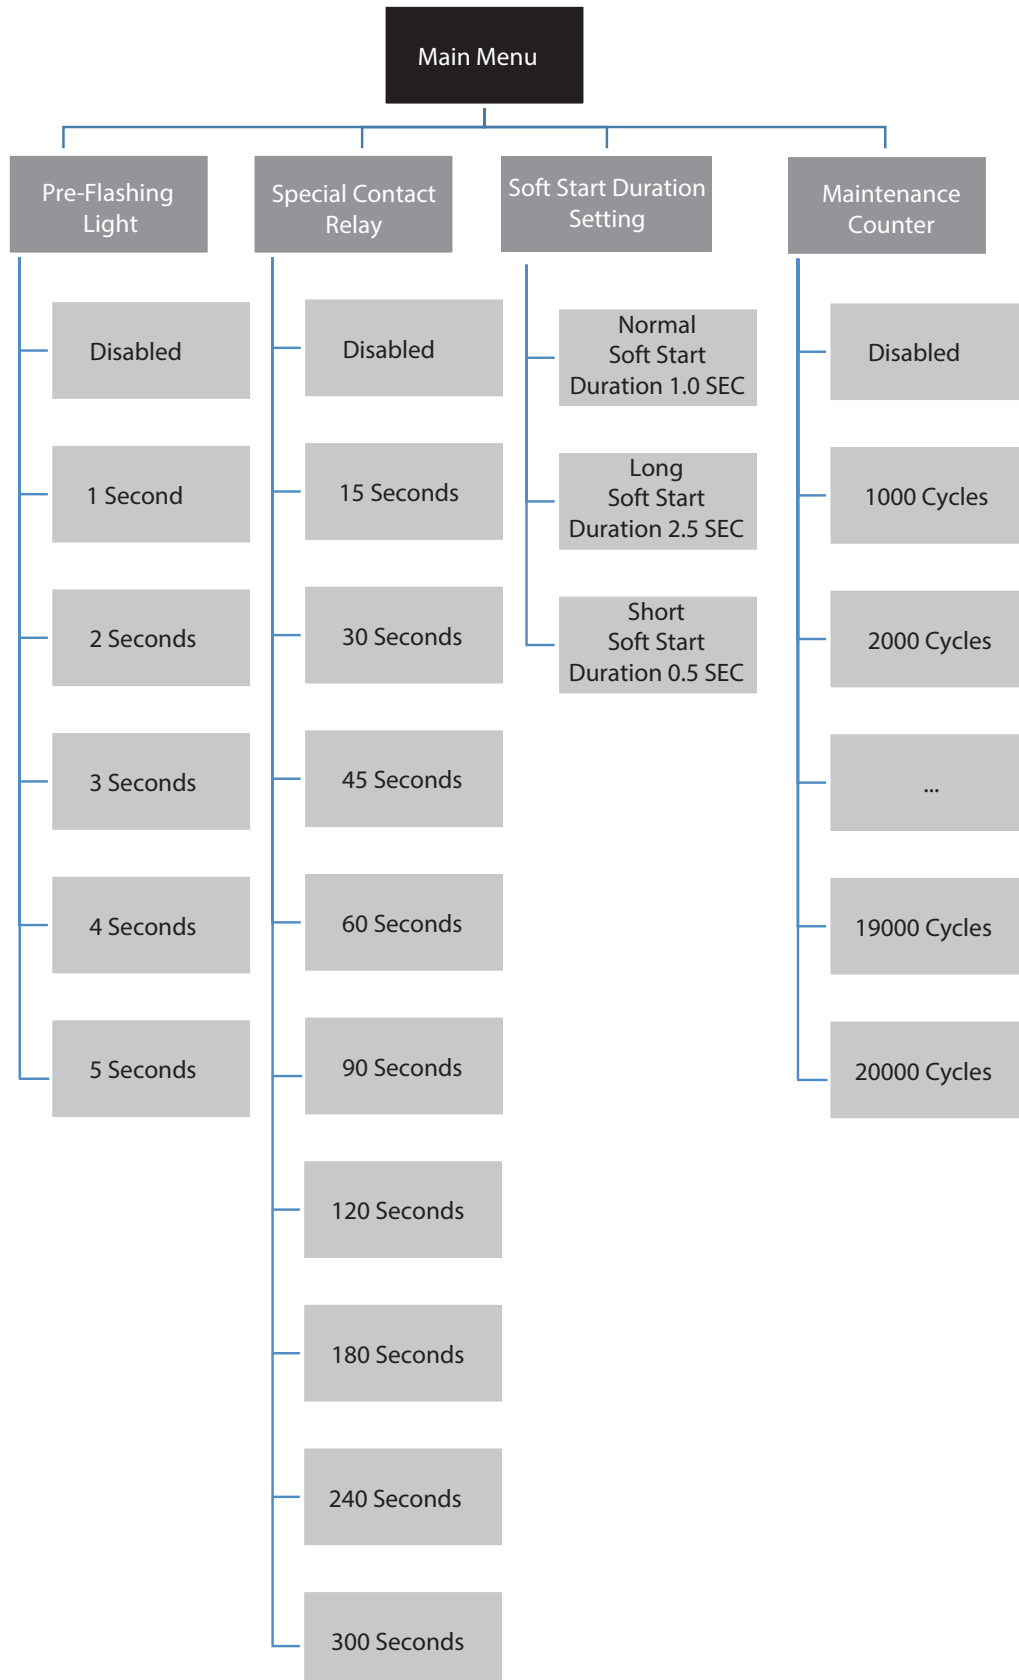 Main Menu
Pre-Flashing
Light
Disabled
1 Second
2 Seconds
3 Seconds
4 Seconds
5 Seconds
Special Contact
Relay
Disabled
15 Seconds
30 Seconds
45 Seconds
60 Seconds
90 Seconds
120 Seconds
180 Seconds
240 Seconds
300 Seconds
Soft Start Duration
Setting
Normal
Soft Start
Duration 1.0 SEC
Long
Soft Start
Duration 2.5 SEC
Short
Soft Start
Duration 0.5 SEC
Maintenance
Counter
Disabled
1000 Cycles
2000 Cycles
...
19000 Cycles
20000 Cycles